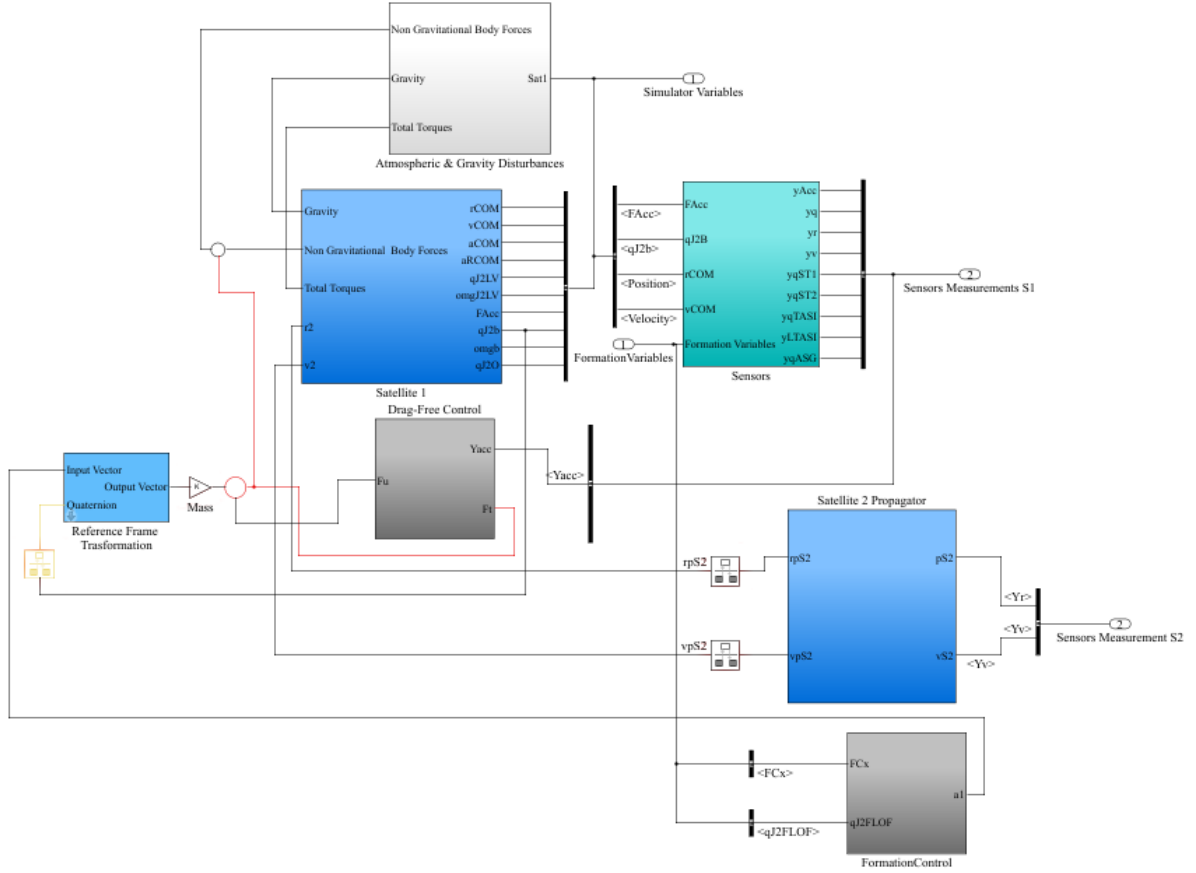 Non Gravitational Body Forces
Gravity
Sat1
Total Torques
Atmospheric & Gravity Disturbances
1
Simulator Variables
Gravity
Non Gravitational Body Forces
Total Torques
r2
v2
rCOM
vCOM
aCOM
aRCOM
qJ2LV
omgJ2LV
FAcc
qJ2b
omgb
qJ2O
Satellite 1
<FAcc>
<qJ2b>
<Position>
<Velocity>
1
FormationVariables
FAcc
qJ2B
rCOM
vCOM
Formation Variables
yAcc
yq
yr
yv
yqST1
yqST2
yqTASI
yLTASI
yqASG
Sensors
2
Sensors Measurements S1
Drag-Free Control
Yacc
Fu
Ft
<Yacc>
Input Vector
Output Vector
Quaternion
Reference Frame
Trasformation
K
Mass
Satellite 2 Propagator
rpS2
vpS2
rpS2
vpS2
pS2
vS2
<Yr>
<Yv>
<Yv>
2
Sensors Measurement S2
<FCx>
<qJ2FLOF>
FCx
qJ2FLOF
a1
FormationControl